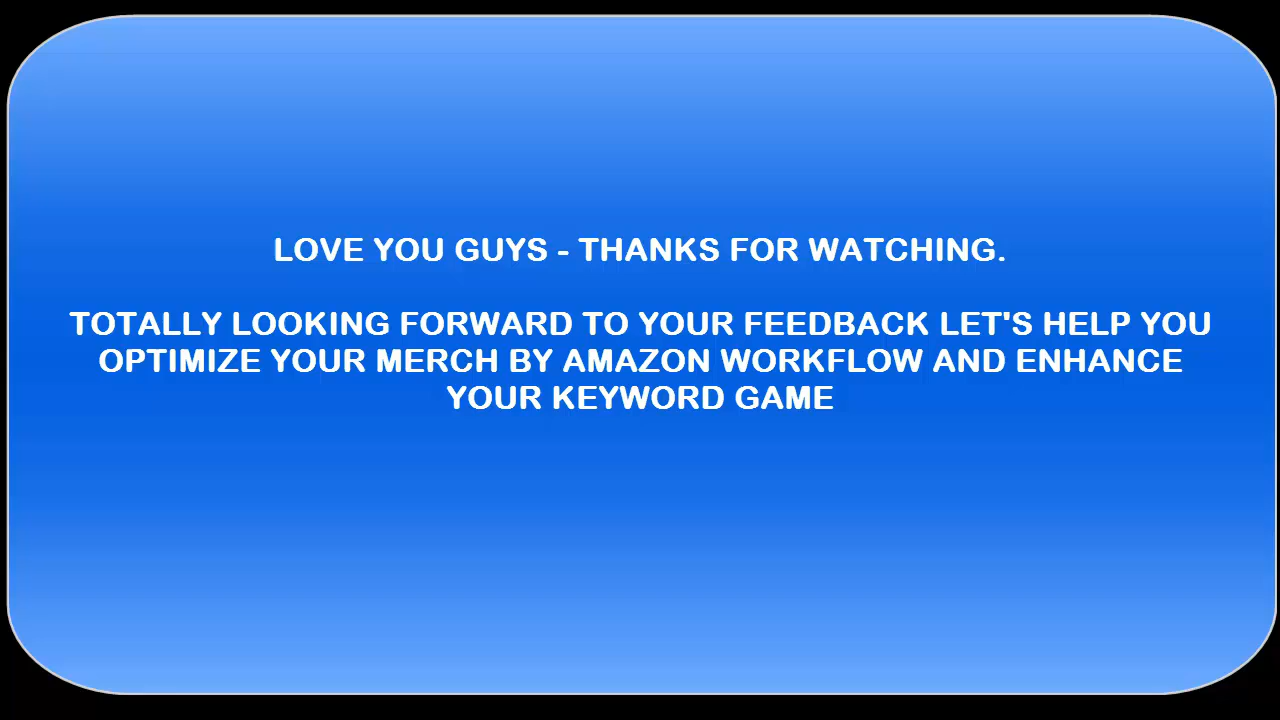 LOVE YOU GUYS - THANKS FOR WATCHING.
TOTALLY LOOKING FORWARD TO YOUR FEEDBACK LET'S HELP YOU
OPTIMIZE YOUR MERCH BY AMAZON WORKFLOW AND ENHANCE
YOUR KEYWORD GAME